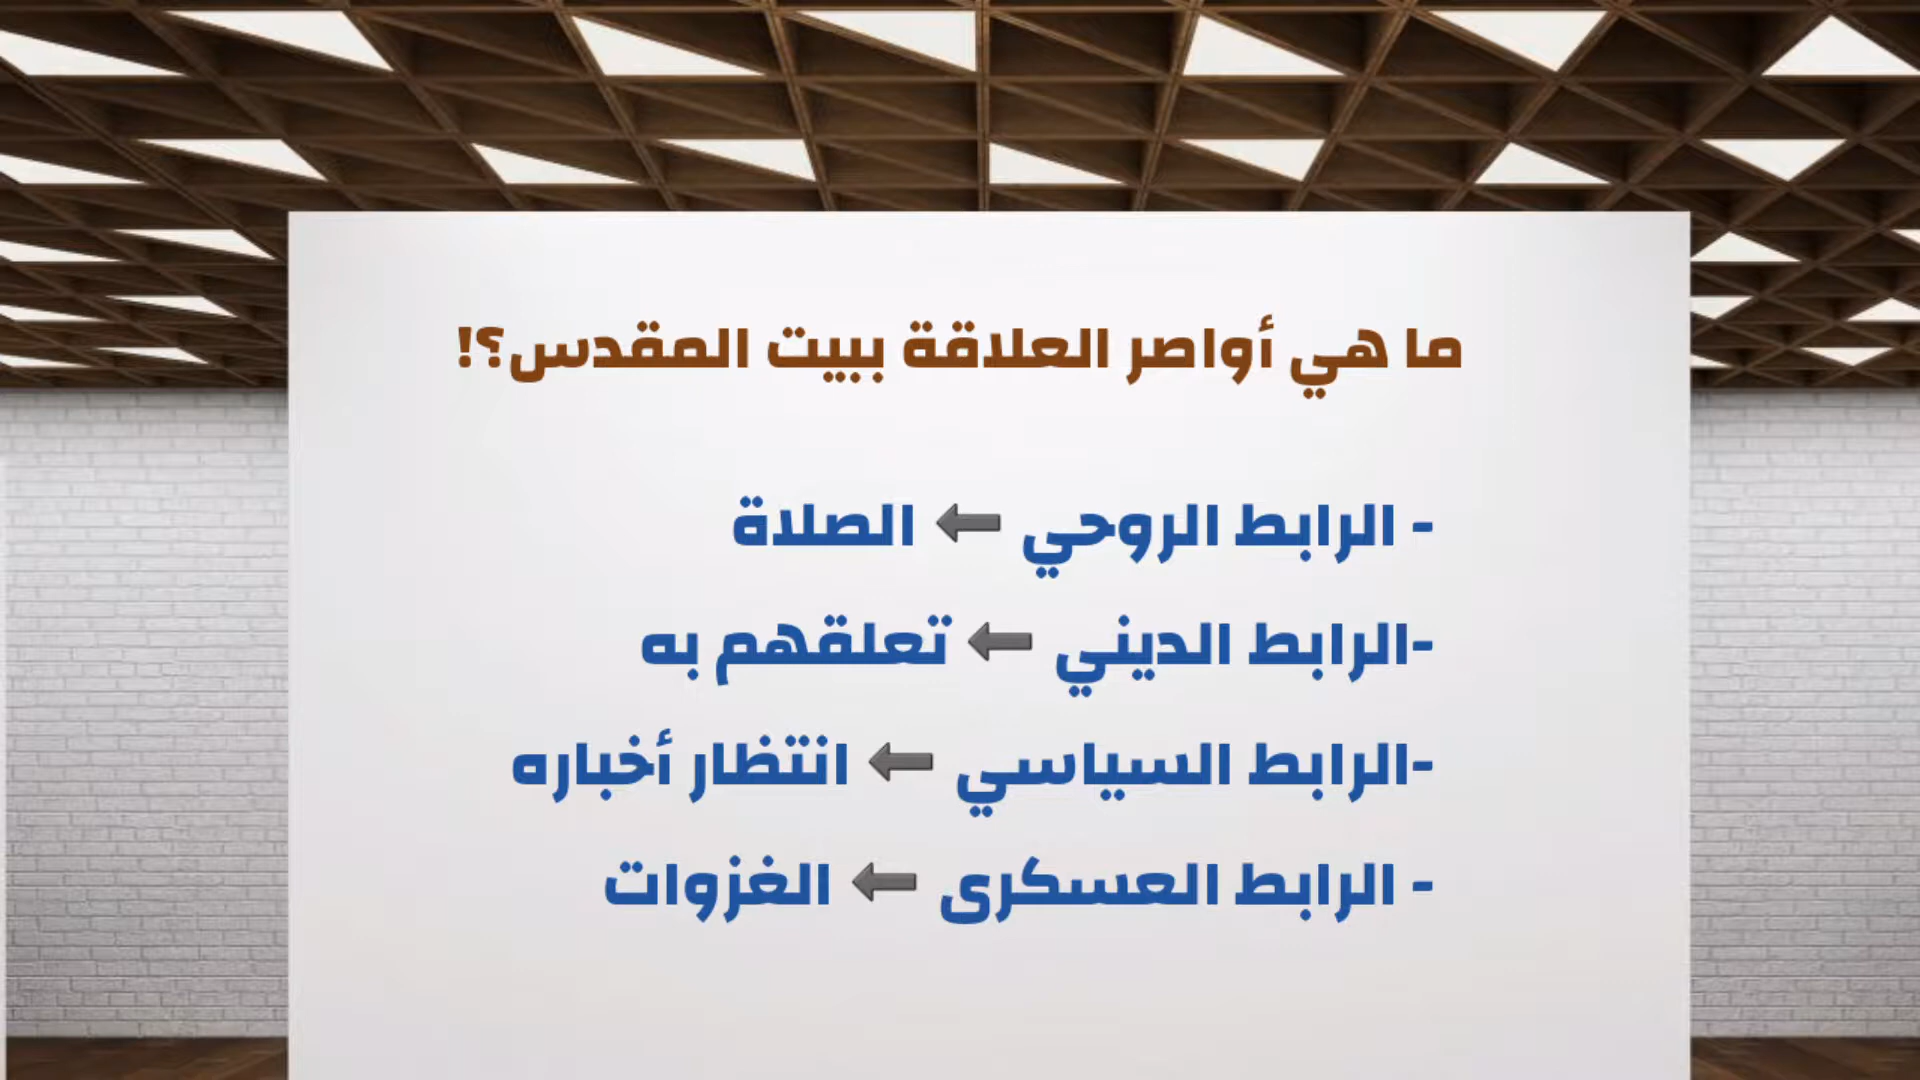 ما هي أواصر العلاقة ببيت المقدس؟!
- الرابط الروحي ⬅ الصلاة
-الرابط الديني ⬅ تعلقهم به
-الرابط السياسي ⬅ انتظار أخباره
- الرابط العسكرى ⬅ الغزوات